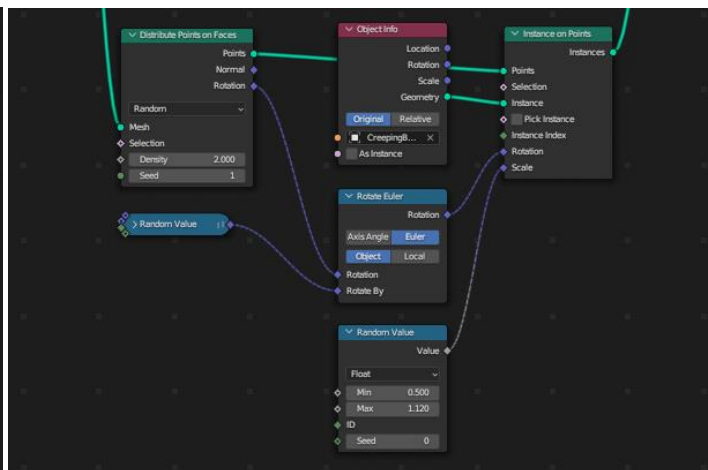 Distribute Points on Faces
Points
Normal
Rotation
Random
Mesh
Selection
Density 2.000
Seed 1
Random Value
Object Info
Location
Rotation
Scale
Geometry
Original Relative
CreepingB...
As Instance
Rotate Euler
Rotation
Axis Angle Euler
Object Local
Rotation
Rotate By
Random Value
Value
Float
Min 0.500
Max 1.120
ID
Seed 0
Instance on Points
Instances
Points
Selection
Instance
Pick Instance
Instance Index
Rotation
Scale